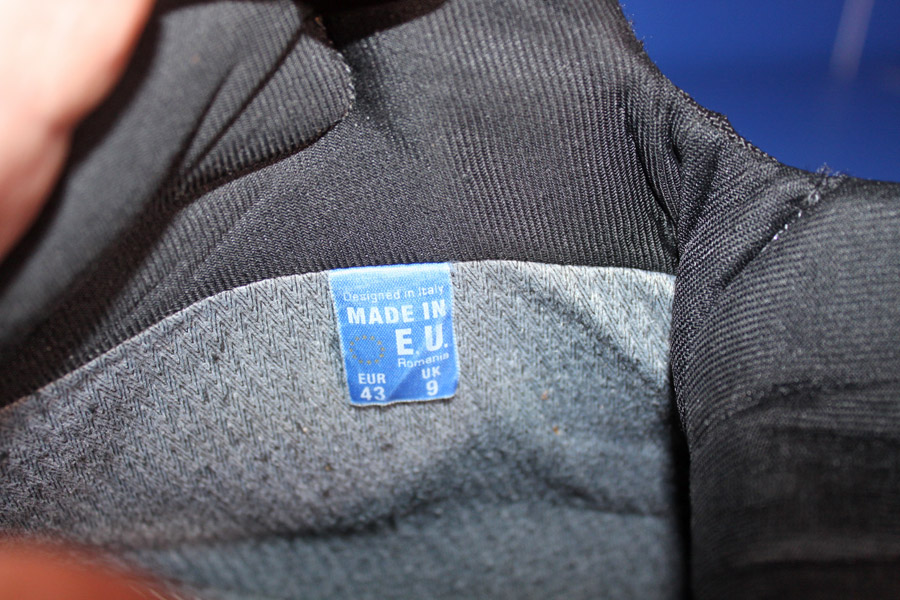 Designed in Italy
MADE IN
E.U.
Romania
EUR UK
43 9